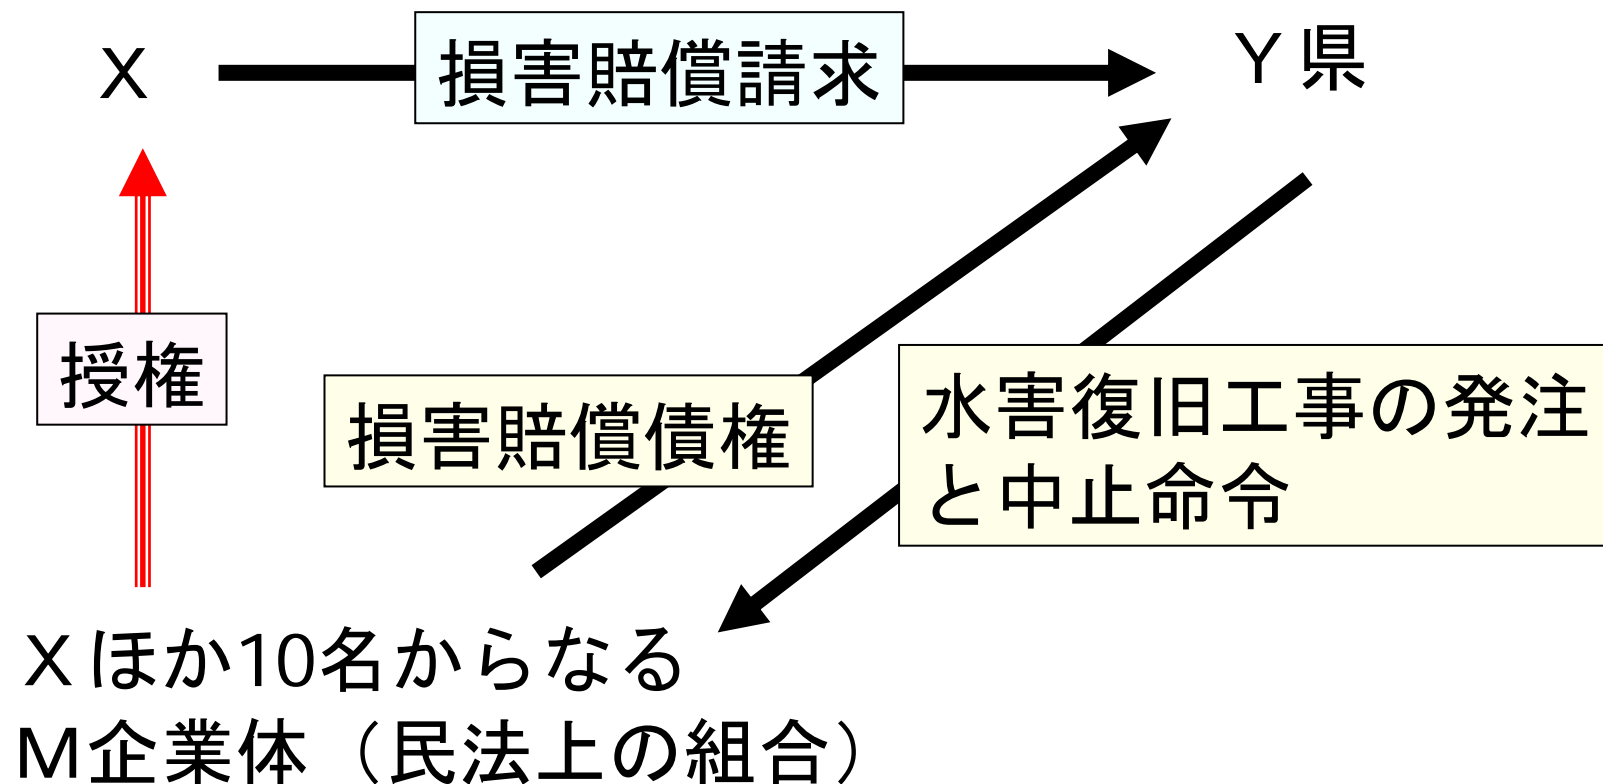 X
損害賠償請求
Y県
授権
損害賠償債権
水害復旧工事の発注
と中止命令
Xほか10名からなる
M企業体（民法上の組合）